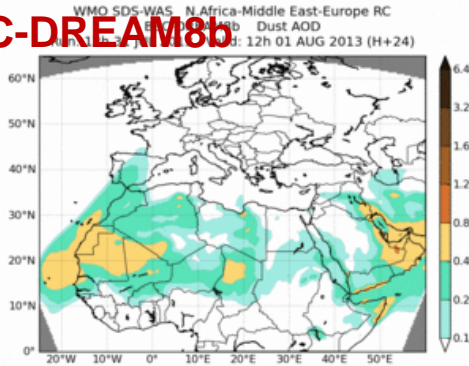 WMO SDS-WAS N.Africa-Middle East-Europe RC
C-DREAM8b Dust AOD
12h 01 AUG 2013 (H+24)
60°N
50°N
40°N
30°N
20°N
10°N
0°
20°W 10°W 0° 10°E 20°E 30°E 40°E 50°E
6.4
3.2
1.6
1.2
0.8
0.4
0.2
0.1